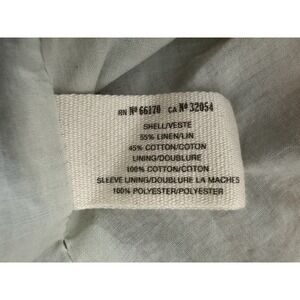 RN Nº 66170 CA Nº 32054
SHELL/VESTE
55% LINEN/LIN
45% COTTON/COTON
LINING/DOUBLURE
100% COTTON/COTON
SLEEVE LINING/DOUBLURE LA MACHES
100% POLYESTER/POLYESTER